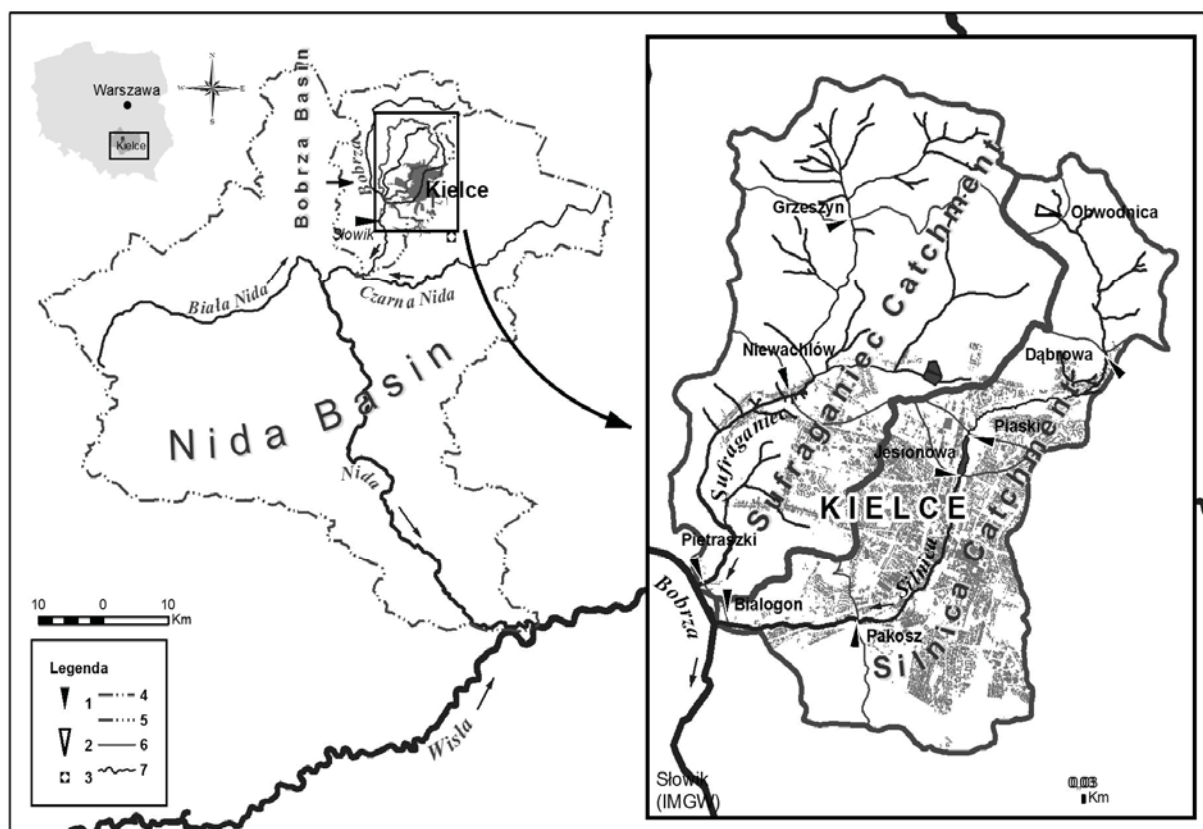 N
W
E
S
Warszawa
Kielce
Bobrza Basin
Bobrza
Kielce
Słowik
Biała Nida
Czarna Nida
Nida Basin
Nida
Wisła
10 0 10
Km
Legenda
1 4
5
2 6
3 7
Grzeszyn
Obwodnica
Sufraganiec Catchment
Niewachlów
Dąbrowa
Sufraganiec
Piaski
Jesionowa
KIELCE
Silnica Catchment
Pietraszki
Silnica
Bobrza
Bialogon
Pakosz
Słowik
(IMGW)
Km